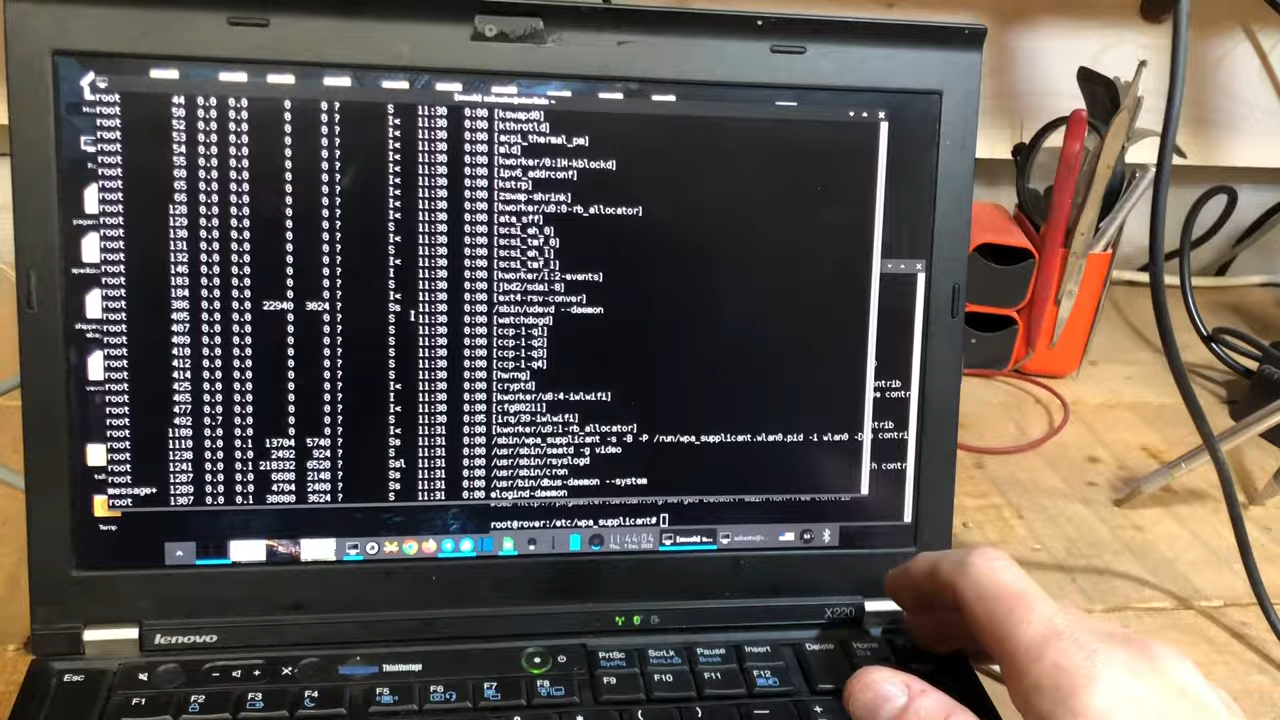 [mosh]
root 44 0.0 0.0 0 0 ? S 11:30 0:00 [kswapd0]
root 50 0.0 0.0 0 0 ? I< 11:30 0:00 [kthrotld]
root 52 0.0 0.0 0 0 ? I< 11:30 0:00 [acpi_thermal_pm]
root 53 0.0 0.0 0 0 ? I< 11:30 0:00 [mld]
root 54 0.0 0.0 0 0 ? I< 11:30 0:00 [kworker/0:1H-kblockd]
root 55 0.0 0.0 0 0 ? I< 11:30 0:00 [ipv6_addrconf]
root 60 0.0 0.0 0 0 ? I< 11:30 0:00 [kstrp]
root 65 0.0 0.0 0 0 ? I< 11:30 0:00 [zswap-shrink]
root 66 0.0 0.0 0 0 ? I< 11:30 0:00 [kworker/u9:0-rb_allocator]
root 128 0.0 0.0 0 0 ? I< 11:30 0:00 [ata_sff]
root 129 0.0 0.0 0 0 ? S 11:30 0:00 [scsi_eh_0]
root 130 0.0 0.0 0 0 ? I< 11:30 0:00 [scsi_tmf_0]
root 131 0.0 0.0 0 0 ? S 11:30 0:00 [scsi_eh_1]
root 132 0.0 0.0 0 0 ? I< 11:30 0:00 [scsi_tmf_1]
root 146 0.0 0.0 0 0 ? I 11:30 0:00 [kworker/1:2-events]
root 183 0.0 0.0 0 0 ? S 11:30 0:00 [jbd2/sda1-8]
root 184 0.0 0.0 0 0 ? I< 11:30 0:00 [ext4-rsv-conver]
root 386 0.0 0.0 22940 3024 ? Ss 11:30 0:00 /sbin/udevd --daemon
root 405 0.0 0.0 0 0 ? S 11:30 0:00 [watchdogd]
root 407 0.0 0.0 0 0 ? S 11:30 0:00 [ccp-1-q1]
root 409 0.0 0.0 0 0 ? S 11:30 0:00 [ccp-1-q2]
root 410 0.0 0.0 0 0 ? S 11:30 0:00 [ccp-1-q3]
root 412 0.0 0.0 0 0 ? S 11:30 0:00 [ccp-1-q4]
root 414 0.0 0.0 0 0 ? S 11:30 0:00 [hwrng]
root 425 0.0 0.0 0 0 ? I< 11:30 0:00 [cryptd]
root 465 0.0 0.0 0 0 ? I 11:30 0:00 [kworker/u8:4-iwlwifi]
root 477 0.0 0.0 0 0 ? I< 11:30 0:00 [cfg80211]
root 492 0.7 0.0 0 0 ? S 11:30 0:05 [irq/39-iwlwifi]
root 1109 0.0 0.0 0 0 ? I< 11:31 0:00 [kworker/u9:1-rb_allocator]
root 1110 0.0 0.1 13704 5740 ? Ss 11:31 0:00 /sbin/wpa_supplicant -s -B -P /run/wpa_supplicant.wlan0.pid -i wlan0 -D
root 1238 0.0 0.0 2492 924 ? S 11:31 0:00 /usr/sbin/seatd -g video
root 1241 0.0 0.1 218332 6520 ? Ssl 11:31 0:00 /usr/sbin/rsyslogd
root 1287 0.0 0.0 6608 2148 ? Ss 11:31 0:00 /usr/sbin/cron
message+ 1289 0.0 0.0 4704 2400 ? Ss 11:31 0:00 /usr/bin/dbus-daemon --system
root 1307 0.0 0.1 38080 3624 ? S 11:31 0:00 elogind-daemon
contrib
contrib
root@rover:/etc/wpa_supplicant#
Temp
11:44:04
Thu, 7 Dec, 2023
[mosh]
X220
lenovo
ThinkVantage
Esc
PrtSc
SysRq
ScrLk
NmLk
Pause
Break
Insert
Delete
Home
F1
F2
F3
F4
F5
F6
F7
F8
F9
F10
F11
F12